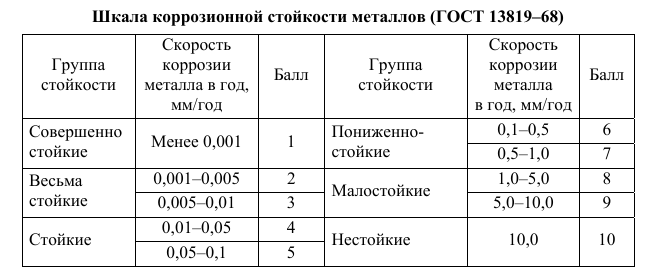 Шкала коррозионной стойкости металлов (ГОСТ 13819–68)
Группа стойкости | Скорость коррозии металла в год, мм/год | Балл | Группа стойкости | Скорость коррозии металла в год, мм/год | Балл
Совершенно стойкие | Менее 0,001 | 1 | Пониженно-стойкие | 0,1–0,5 | 6
0,5–1,0 | 7
Весьма стойкие | 0,001–0,005 | 2 | Малостойкие | 1,0–5,0 | 8
0,005–0,01 | 3 | 5,0–10,0 | 9
Стойкие | 0,01–0,05 | 4 | Нестойкие | 10,0 | 10
0,05–0,1 | 5